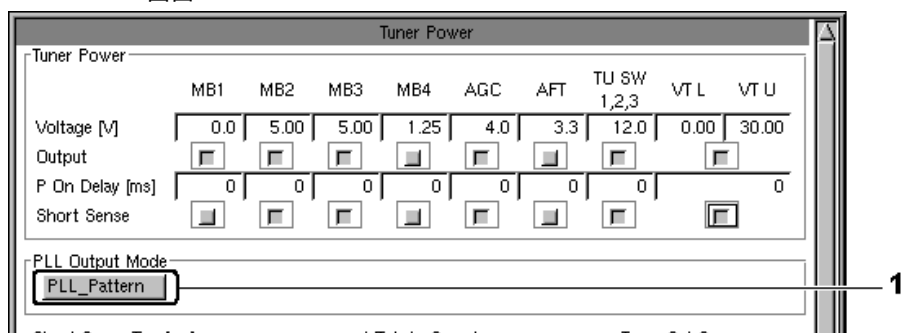 Tuner Power
Tuner Power
MB1 MB2 MB3 MB4 AGC AFT TU SW 1,2,3 VT L VT U
Voltage [V] 0.0 5.00 5.00 1.25 4.0 3.3 12.0 0.00 30.00
Output
P On Delay [ms] 0 0 0 0 0 0 0 0
Short Sense
PLL Output Mode
PLL_Pattern
1